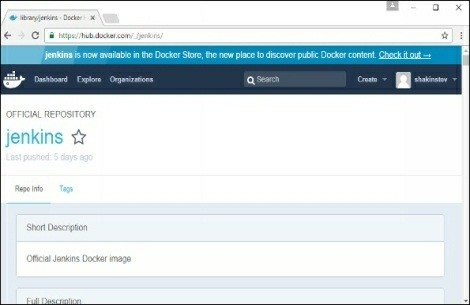 library/jenkins - Docker
https://hub.docker.com/_/jenkins/
jenkins is now available in the Docker Store, the new place to discover public Docker content. Check it out →
Dashboard Explore Organizations Search Create shakinstev
OFFICIAL REPOSITORY
jenkins
Last pushed: 5 days ago
Repo Info Tags
Short Description
Official Jenkins Docker image
Full Description